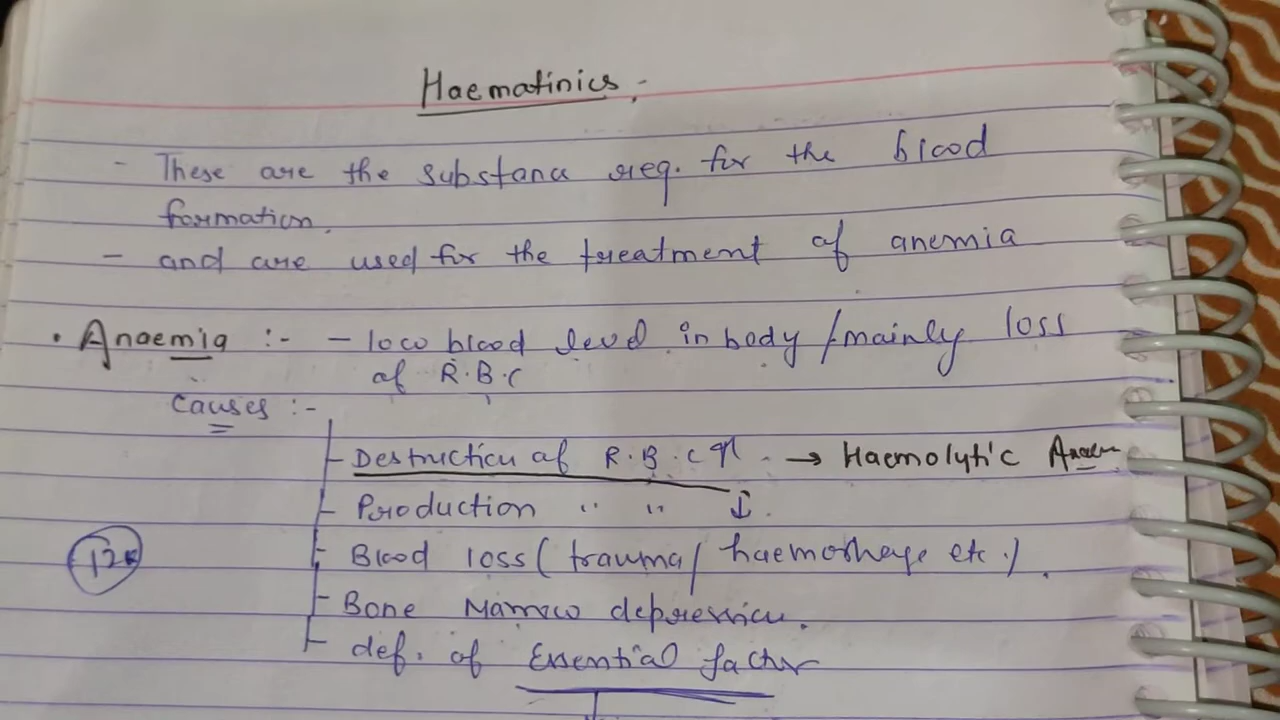 Haematinics.
- These are the substance req. for the blood
formation.
- and are used for the treatment of anemia
• Anaemia :- - low blood level in body / mainly loss
of R.B.C
Causes :-
Destruction of R.B.C ↑ → Haemolytic
Production " " ↓.
Blood loss ( trauma / haemorrhage etc.).
Bone Marrow depression.
def. of Essential factor